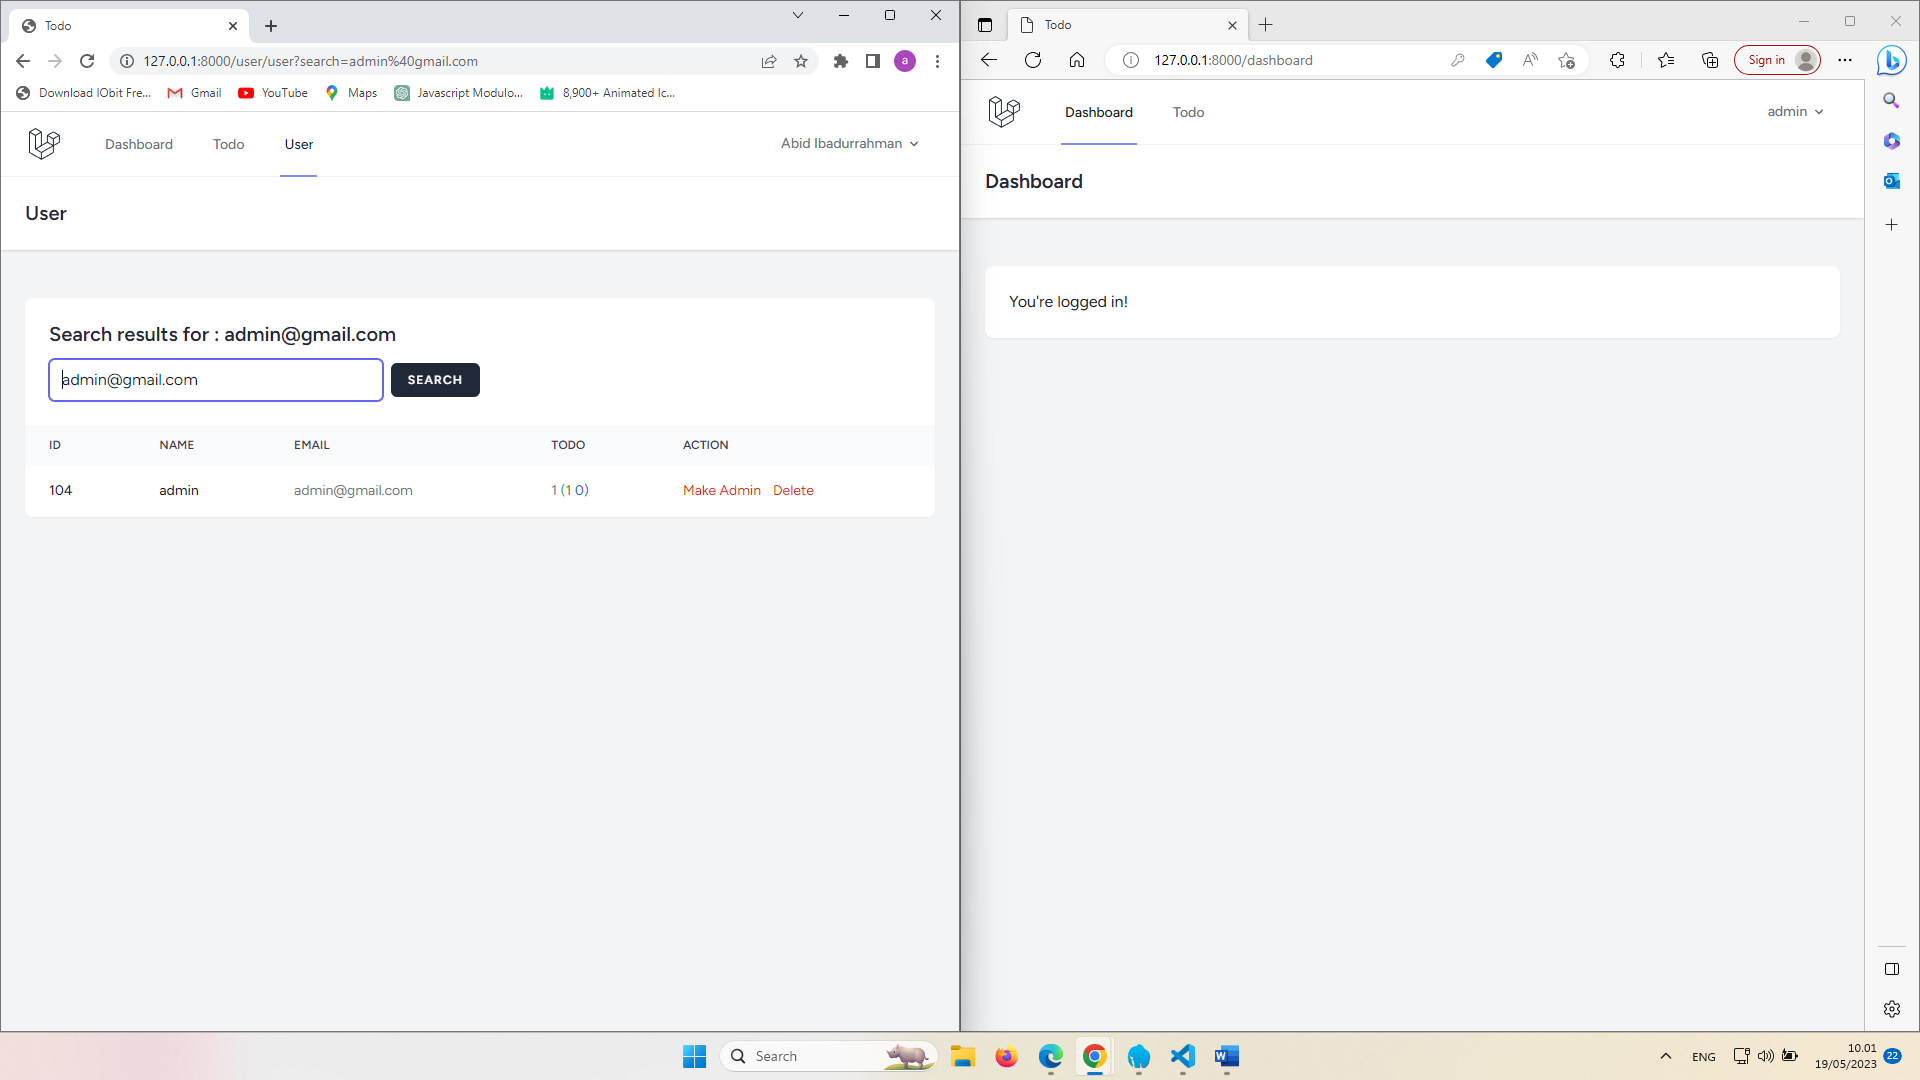 Todo
127.0.0.1:8000/user/user?search=admin%40gmail.com
a
Download IObit Fre...
Gmail
YouTube
Maps
Javascript Modulo...
8,900+ Animated Ic...
Dashboard
Todo
User
Abid Ibadurrahman
User
Search results for : admin@gmail.com
admin@gmail.com
SEARCH
ID NAME EMAIL TODO ACTION
104 admin admin@gmail.com 1 (1 0) Make Admin Delete
Todo
127.0.0.1:8000/dashboard
Sign in
Dashboard
Todo
admin
Dashboard
You're logged in!
Search
ENG
10.01
19/05/2023
22